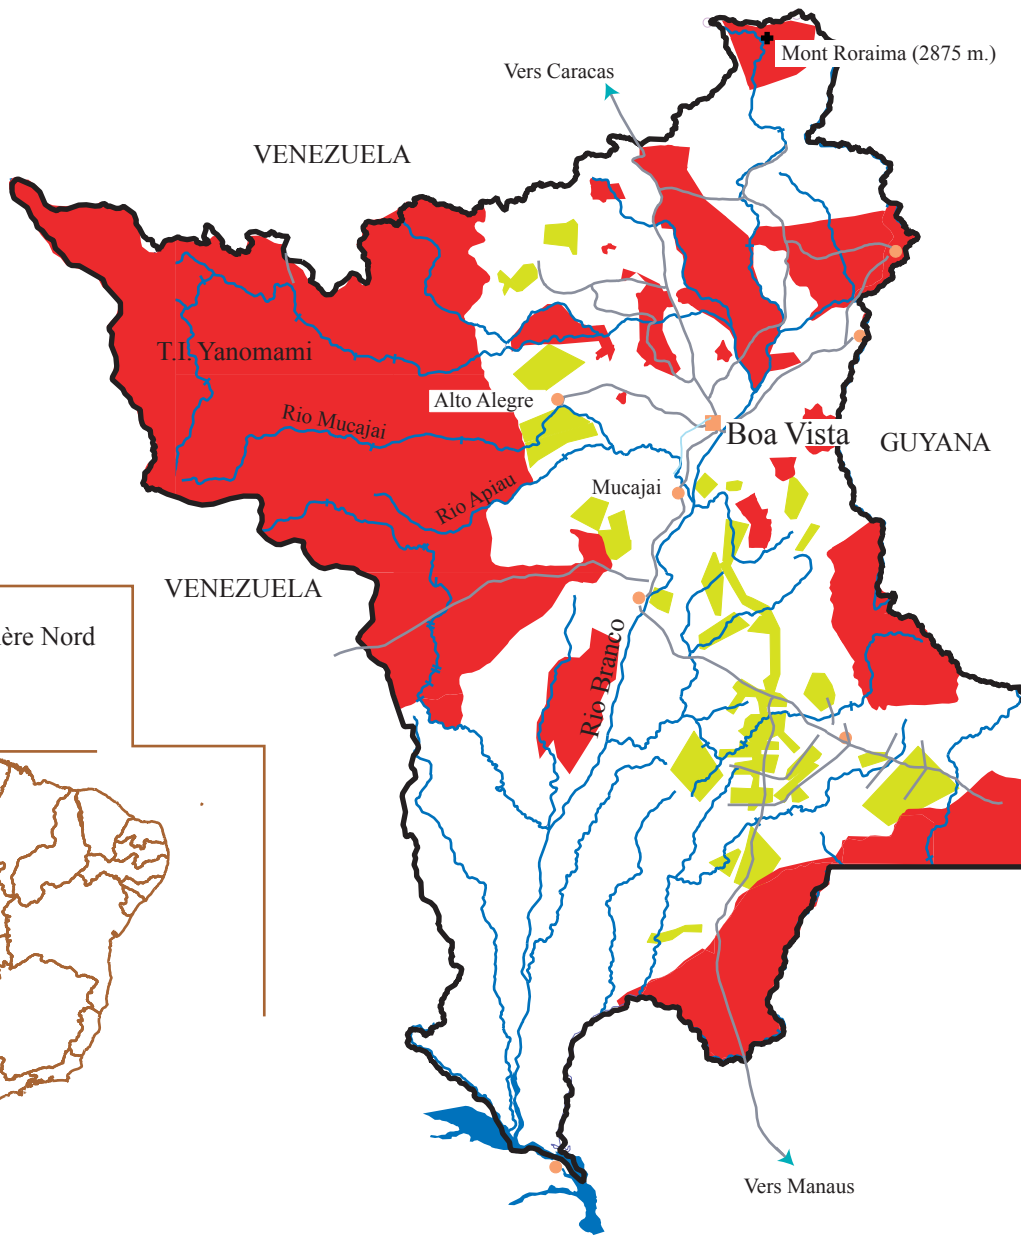 Mont Roraima (2875 m.)
Vers Caracas
VENEZUELA
T.I. Yanomami
Alto Alegre
Rio Mucajai
Boa Vista
GUYANA
Rio Apiau
Mucajai
VENEZUELA
ère Nord
Rio Branco
Vers Manaus